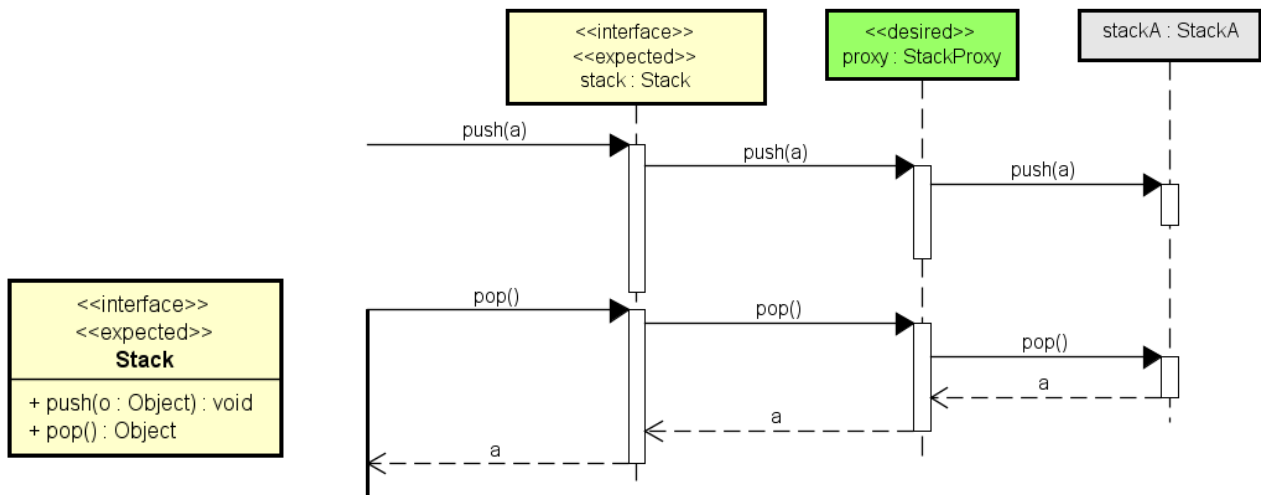 <<interface>>
<<expected>>
stack : Stack
<<desired>>
proxy : StackProxy
stackA : StackA
push(a)
push(a)
push(a)
<<interface>>
<<expected>>
Stack
+ push(o : Object) : void
+ pop() : Object
pop()
pop()
pop()
a
a
a